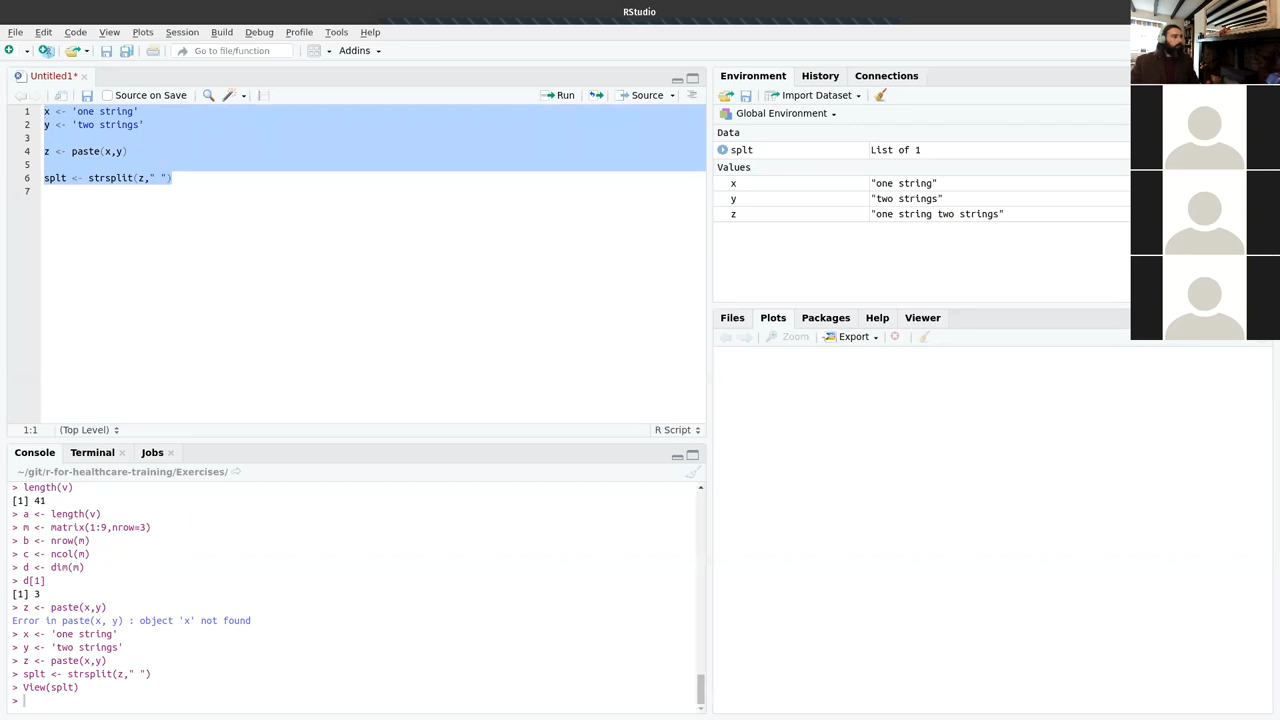 RStudio
File Edit Code View Plots Session Build Debug Profile Tools Help
Go to file/function Addins
Untitled1*
Source on Save Run Source
1 x <- 'one string'
2 y <- 'two strings'
3
4 z <- paste(x,y)
5
6 splt <- strsplit(z," ")
7
1:1 (Top Level) R Script
Console Terminal Jobs
~/git/r-for-healthcare-training/Exercises/
> length(v)
[1] 41
> a <- length(v)
> m <- matrix(1:9,nrow=3)
> b <- nrow(m)
> c <- ncol(m)
> d <- dim(m)
> d[1]
[1] 3
> z <- paste(x,y)
Error in paste(x, y) : object 'x' not found
> x <- 'one string'
> y <- 'two strings'
> z <- paste(x,y)
> splt <- strsplit(z," ")
> View(splt)
>
Environment History Connections
Import Dataset
Global Environment
Data
splt List of 1
Values
x "one string"
y "two strings"
z "one string two strings"
Files Plots Packages Help Viewer
Zoom Export